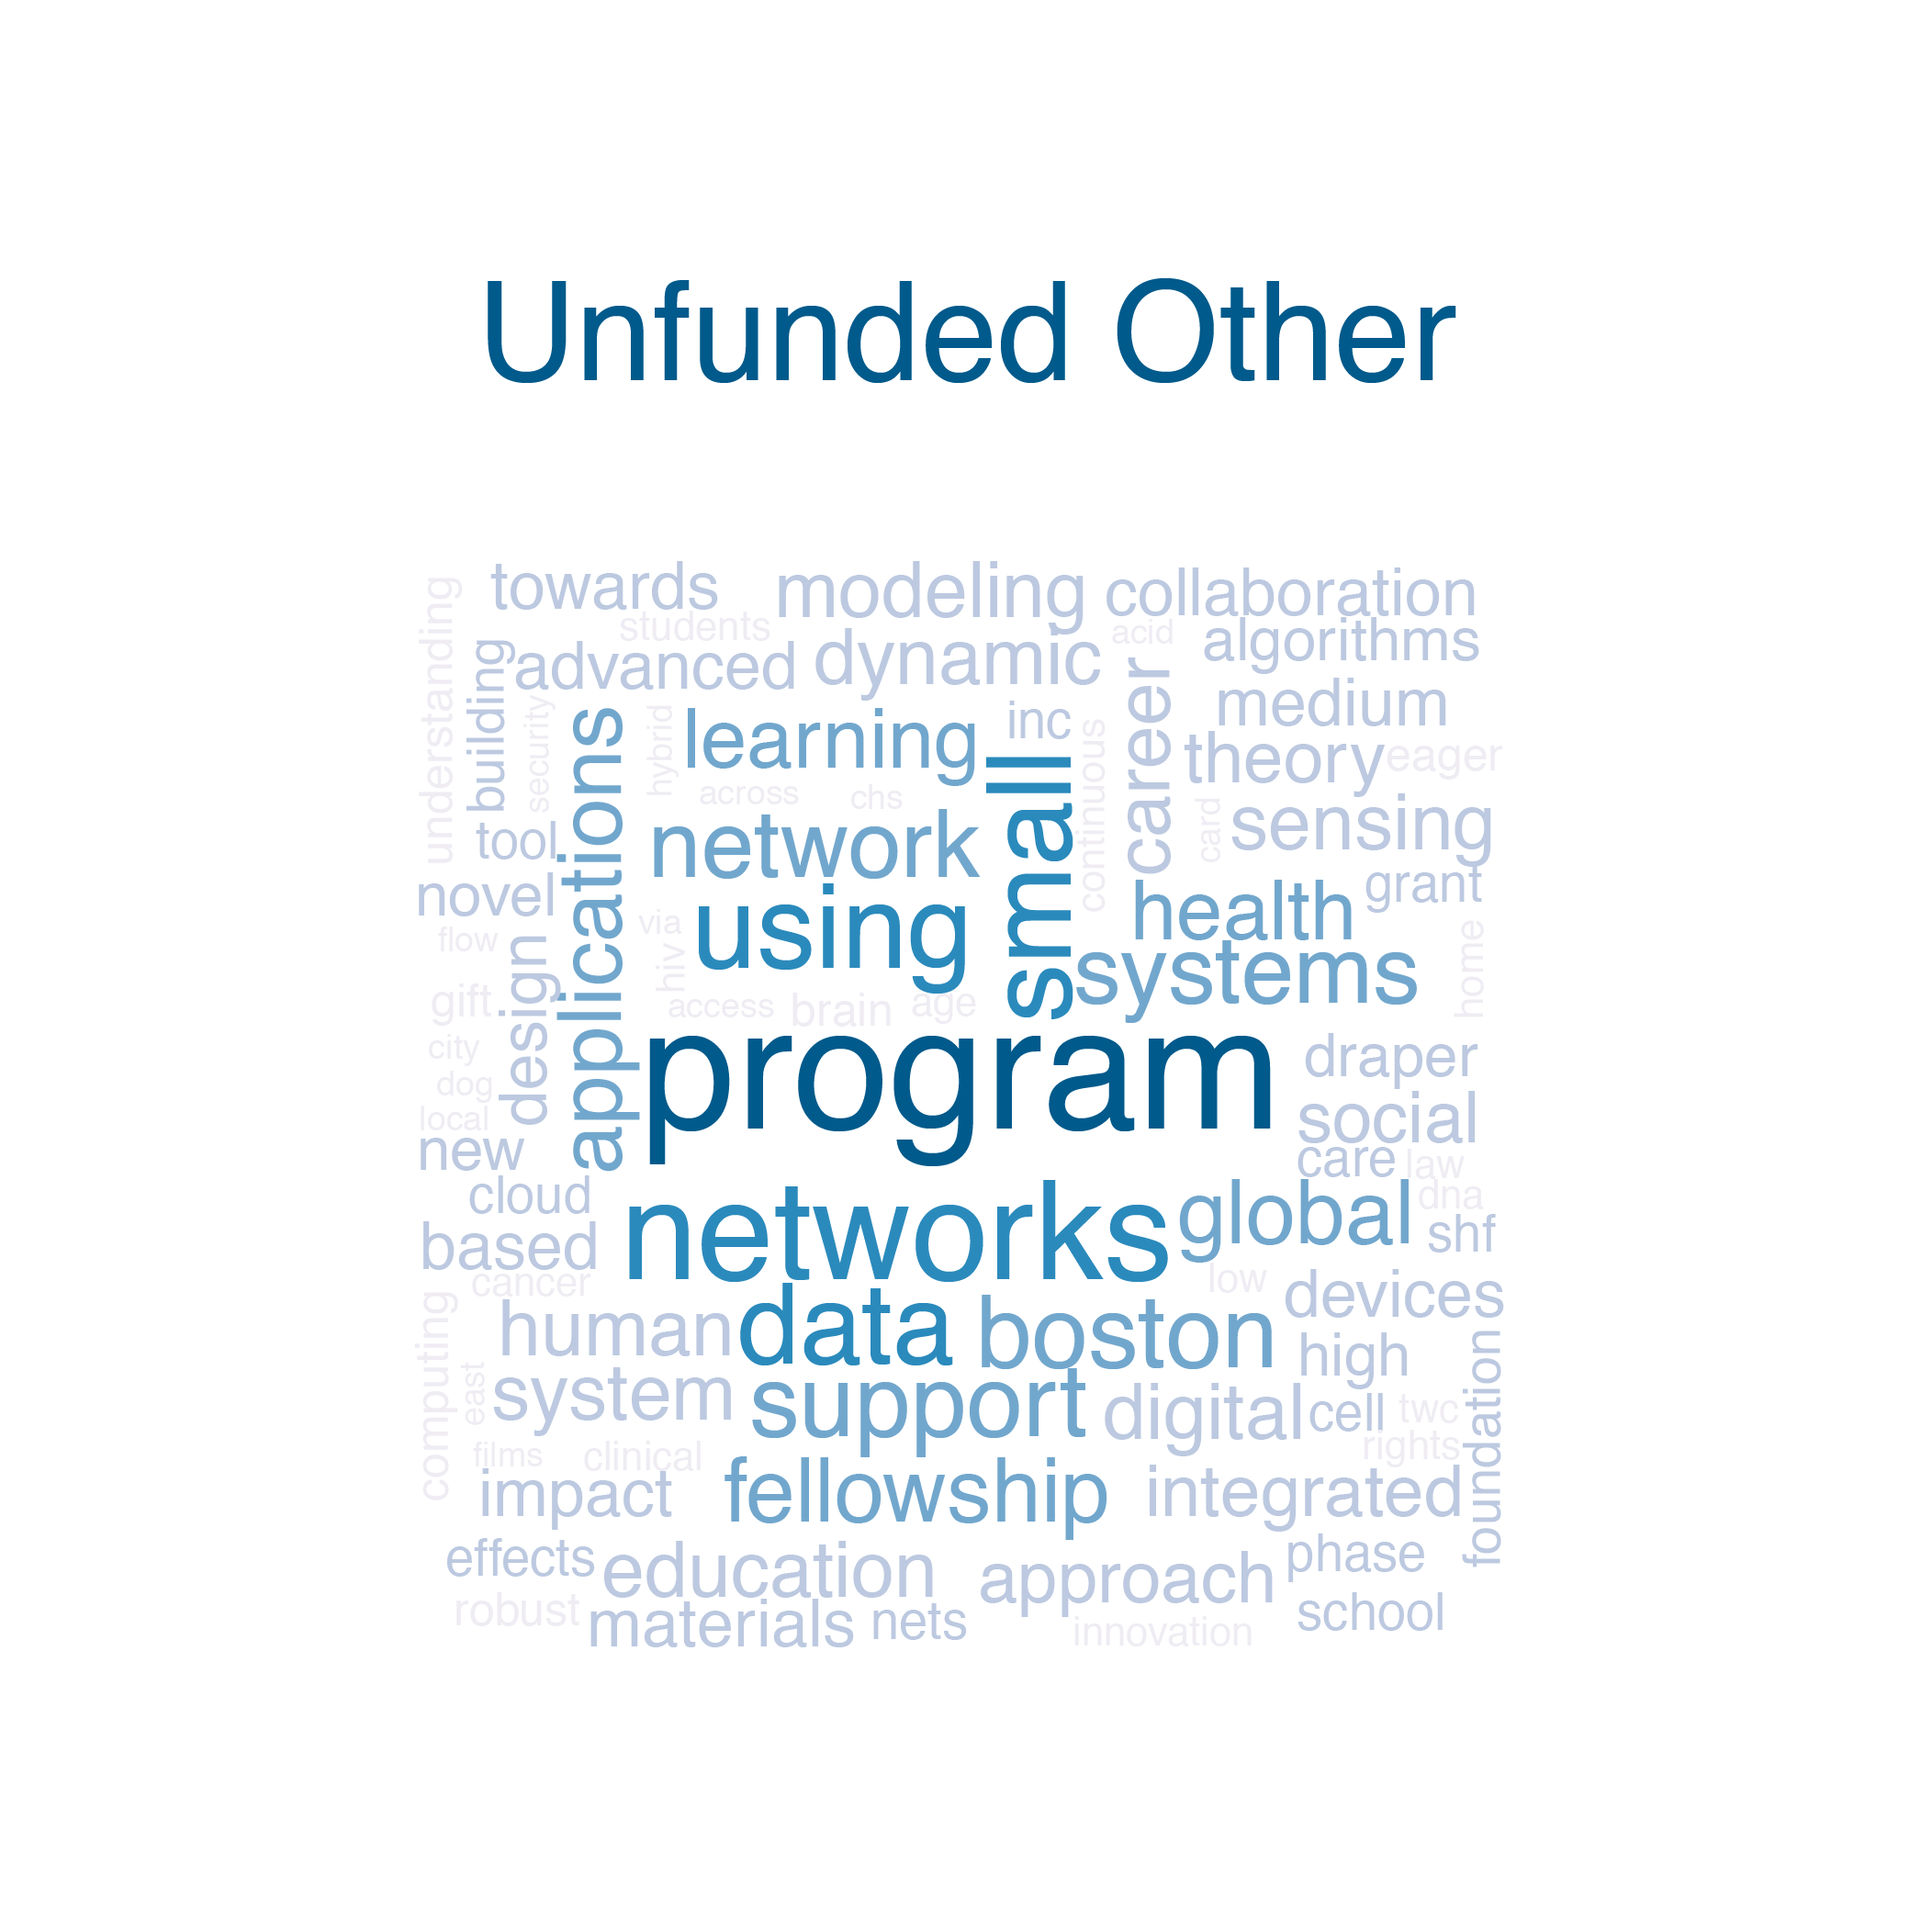 Unfunded Other
towards
modeling
collaboration
understanding
students
acid
algorithms
building
advanced
dynamic
career
medium
security
applications
hybrid
learning
inc
small
continuous
theory
eager
across
chs
card
sensing
tool
network
novel
using
health
grant
flow
via
hiv
systems
home
design
gift
access
brain
age
program
city
draper
dog
local
social
new
care
law
cloud
networks
global
dna
shf
based
cancer
low
devices
computing
human
data
boston
high
foundation
east
system
support
digital
cell
twc
films
clinical
rights
impact
fellowship
integrated
effects
education
approach
phase
robust
materials
nets
innovation
school